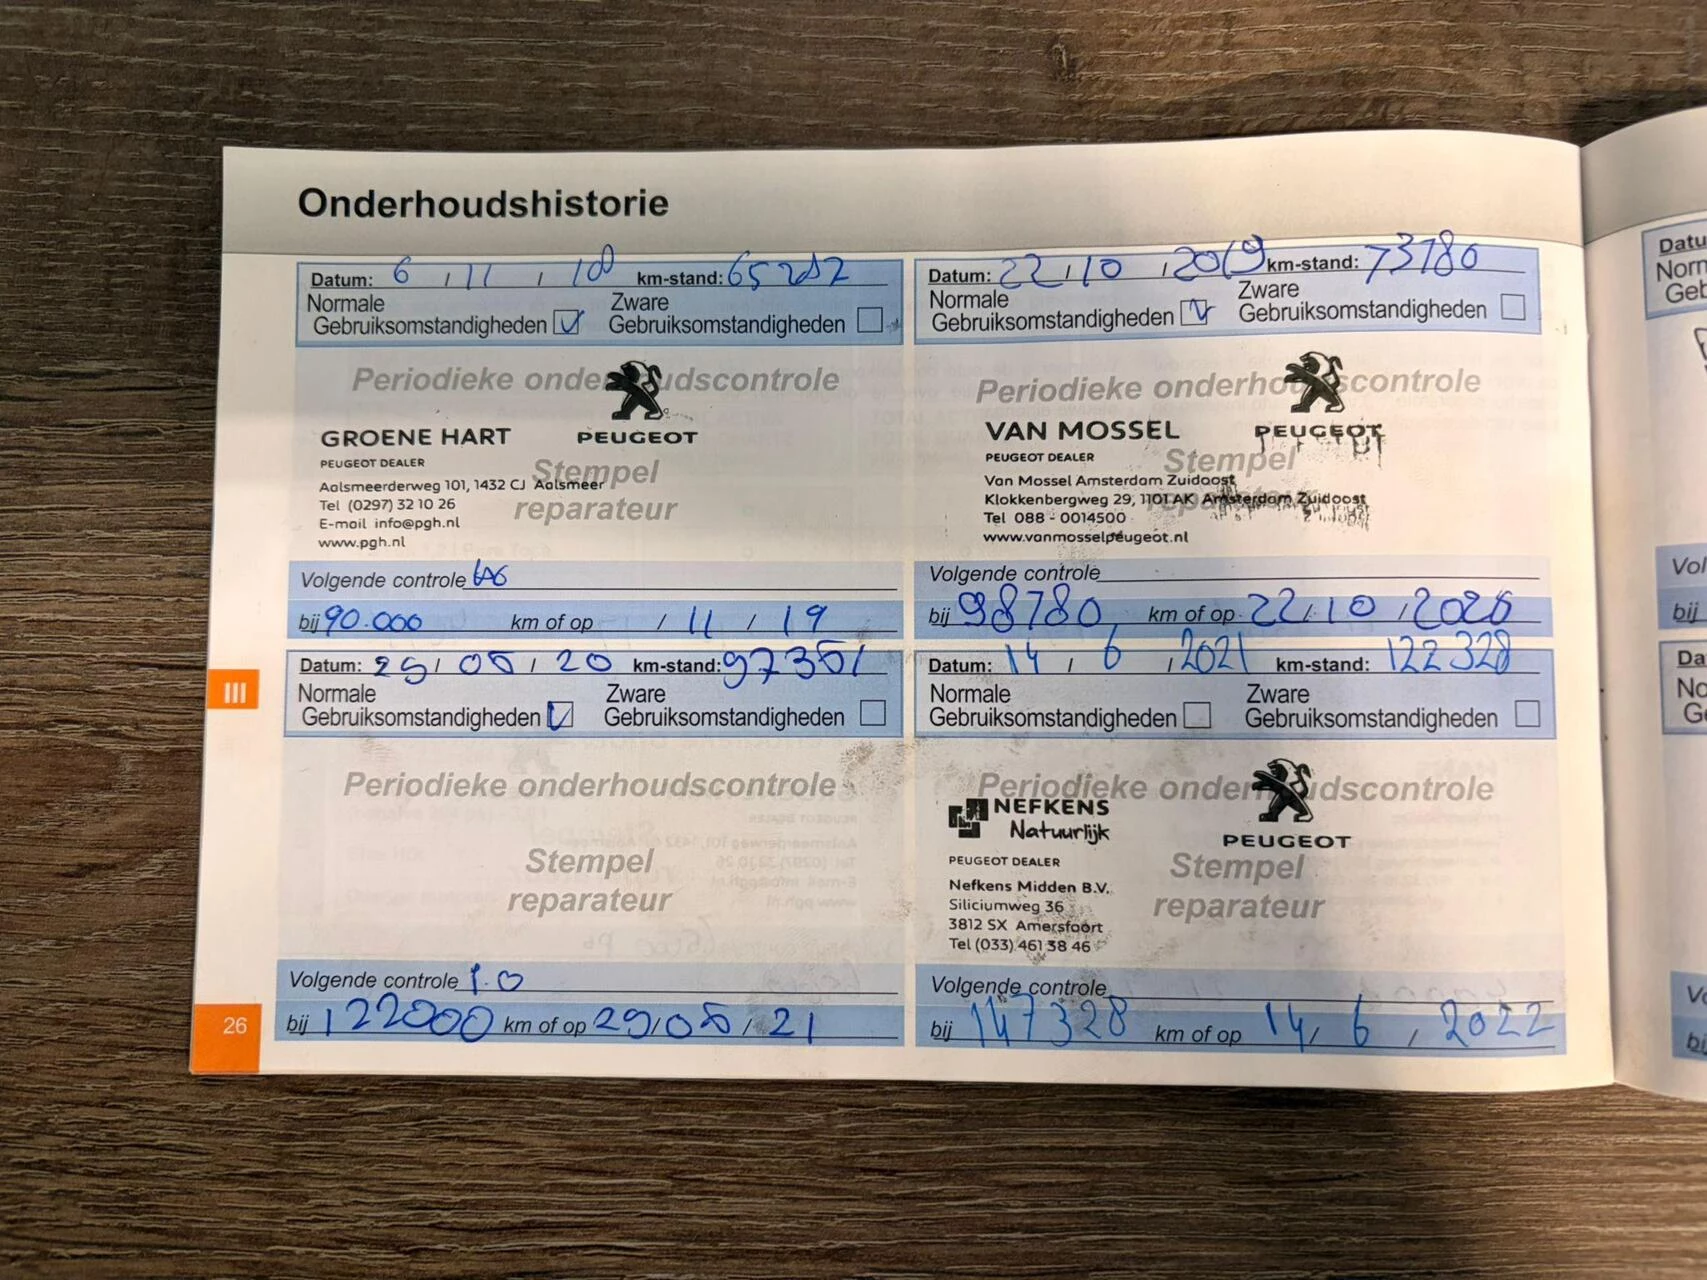 Onderhoudshistorie
Datum: 6 / 11 / 18 km-stand: 65202
Normale Zware
Gebruiksomstandigheden Gebruiksomstandigheden
Periodieke onderhoudscontrole
GROENE HART PEUGEOT
PEUGEOT DEALER
Stempel
Aalsmeerderweg 101, 1432 CJ Aalsmeer
Tel (0297) 32 10 26
reparateur
E-mail info@pgh.nl
www.pgh.nl
Volgende controle
bij 90.000 km of op / 11 / 19
Datum: 22 / 10 / 2019 km-stand: 73780
Normale Zware
Gebruiksomstandigheden Gebruiksomstandigheden
Periodieke onderhoudscontrole
VAN MOSSEL PEUGEOT
PEUGEOT DEALER
Stempel
Van Mossel Amsterdam Zuidoost
Klokkenbergweg 29, 1101 AK Amsterdam Zuidoost
reparateur
Tel 088 - 0014500
www.vanmosselpeugeot.nl
Volgende controle
bij 98780 km of op 22 / 10 / 2020
III
Datum: 29 / 05 / 20 km-stand: 97351
Normale Zware
Gebruiksomstandigheden Gebruiksomstandigheden
Periodieke onderhoudscontrole
Stempel
reparateur
Volgende controle 1.0
bij 122000 km of op 29 / 05 / 21
Datum: 14 / 6 / 2021 km-stand: 122328
Normale Zware
Gebruiksomstandigheden Gebruiksomstandigheden
Periodieke onderhoudscontrole
NEFKENS
Natuurlijk
PEUGEOT
PEUGEOT DEALER
Stempel
Nefkens Midden B.V.
Siliciumweg 36
reparateur
3812 SX Amersfoort
Tel (033) 461 38 46
Volgende controle
bij 147328 km of op 14 / 6 / 2022
26